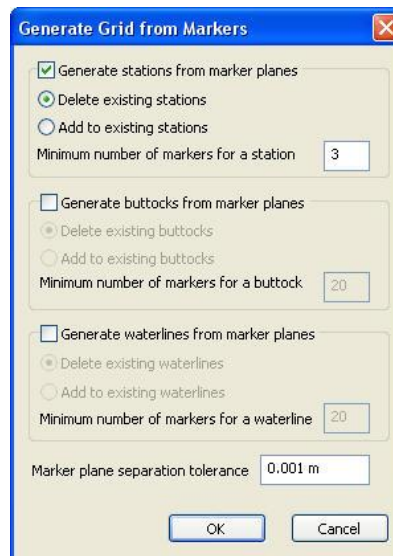 Generate Grid from Markers
Generate stations from marker planes
Delete existing stations
Add to existing stations
Minimum number of markers for a station 3
Generate buttocks from marker planes
Delete existing buttocks
Add to existing buttocks
Minimum number of markers for a buttock 20
Generate waterlines from marker planes
Delete existing waterlines
Add to existing waterlines
Minimum number of markers for a waterline 20
Marker plane separation tolerance 0.001 m
OK Cancel